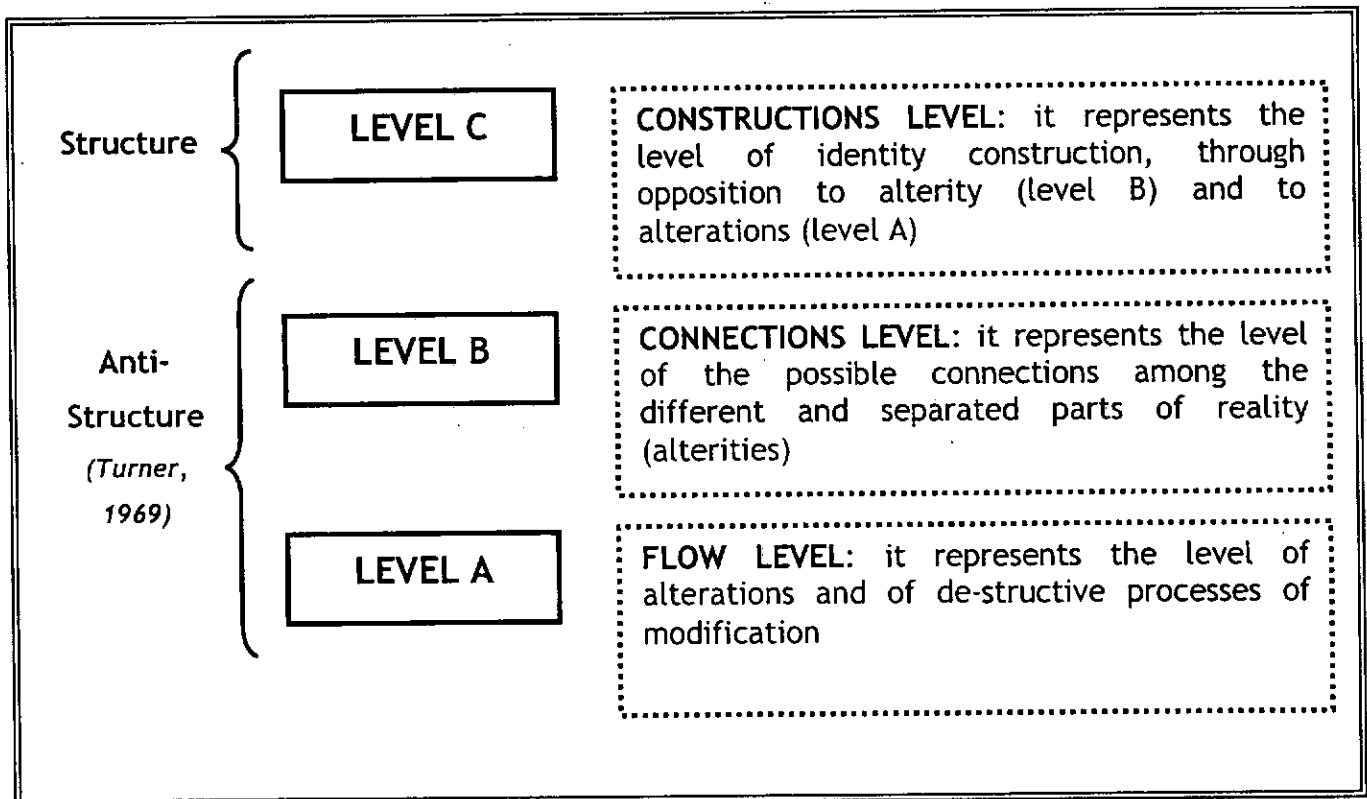 Structure
LEVEL C
CONSTRUCTIONS LEVEL: it represents the
level of identity construction, through
opposition to alterity (level B) and to
alterations (level A)
Anti-
Structure
(Turner,
1969)
LEVEL B
CONNECTIONS LEVEL: it represents the level
of the possible connections among the
different and separated parts of reality
(alterities)
LEVEL A
FLOW LEVEL: it represents the level of
alterations and of de-structive processes of
modification